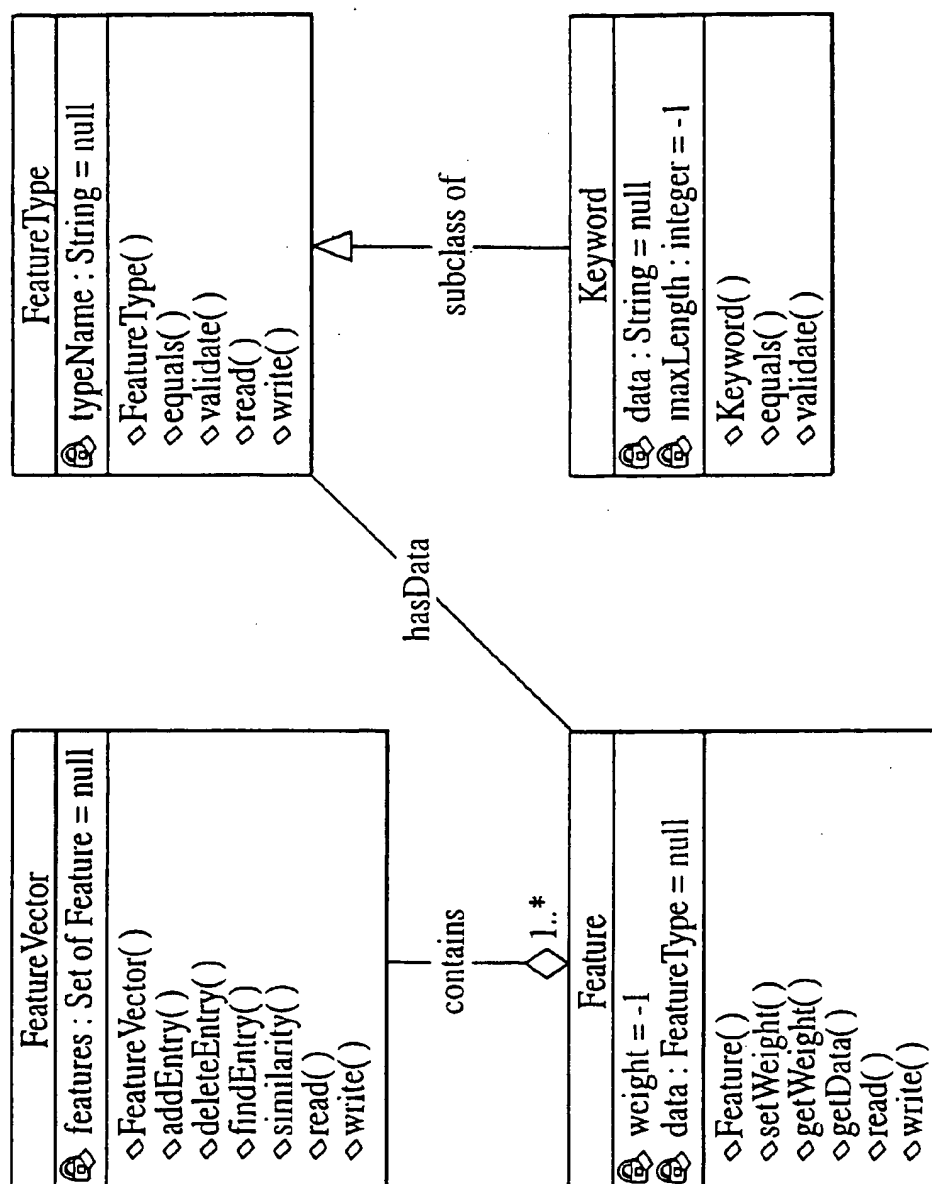 FeatureVector
features : Set of Feature = null
FeatureVector( )
addEntry( )
deleteEntry( )
findEntry( )
similarity( )
read( )
write( )
contains
1..*
Feature
weight = -1
data : FeatureType = null
Feature( )
setWeight( )
getWeight( )
getData( )
read( )
write( )
hasData
FeatureType
typeName : String = null
FeatureType( )
equals( )
validate( )
read( )
write( )
subclass of
Keyword
data : String = null
maxLength : integer = -1
Keyword( )
equals( )
validate( )